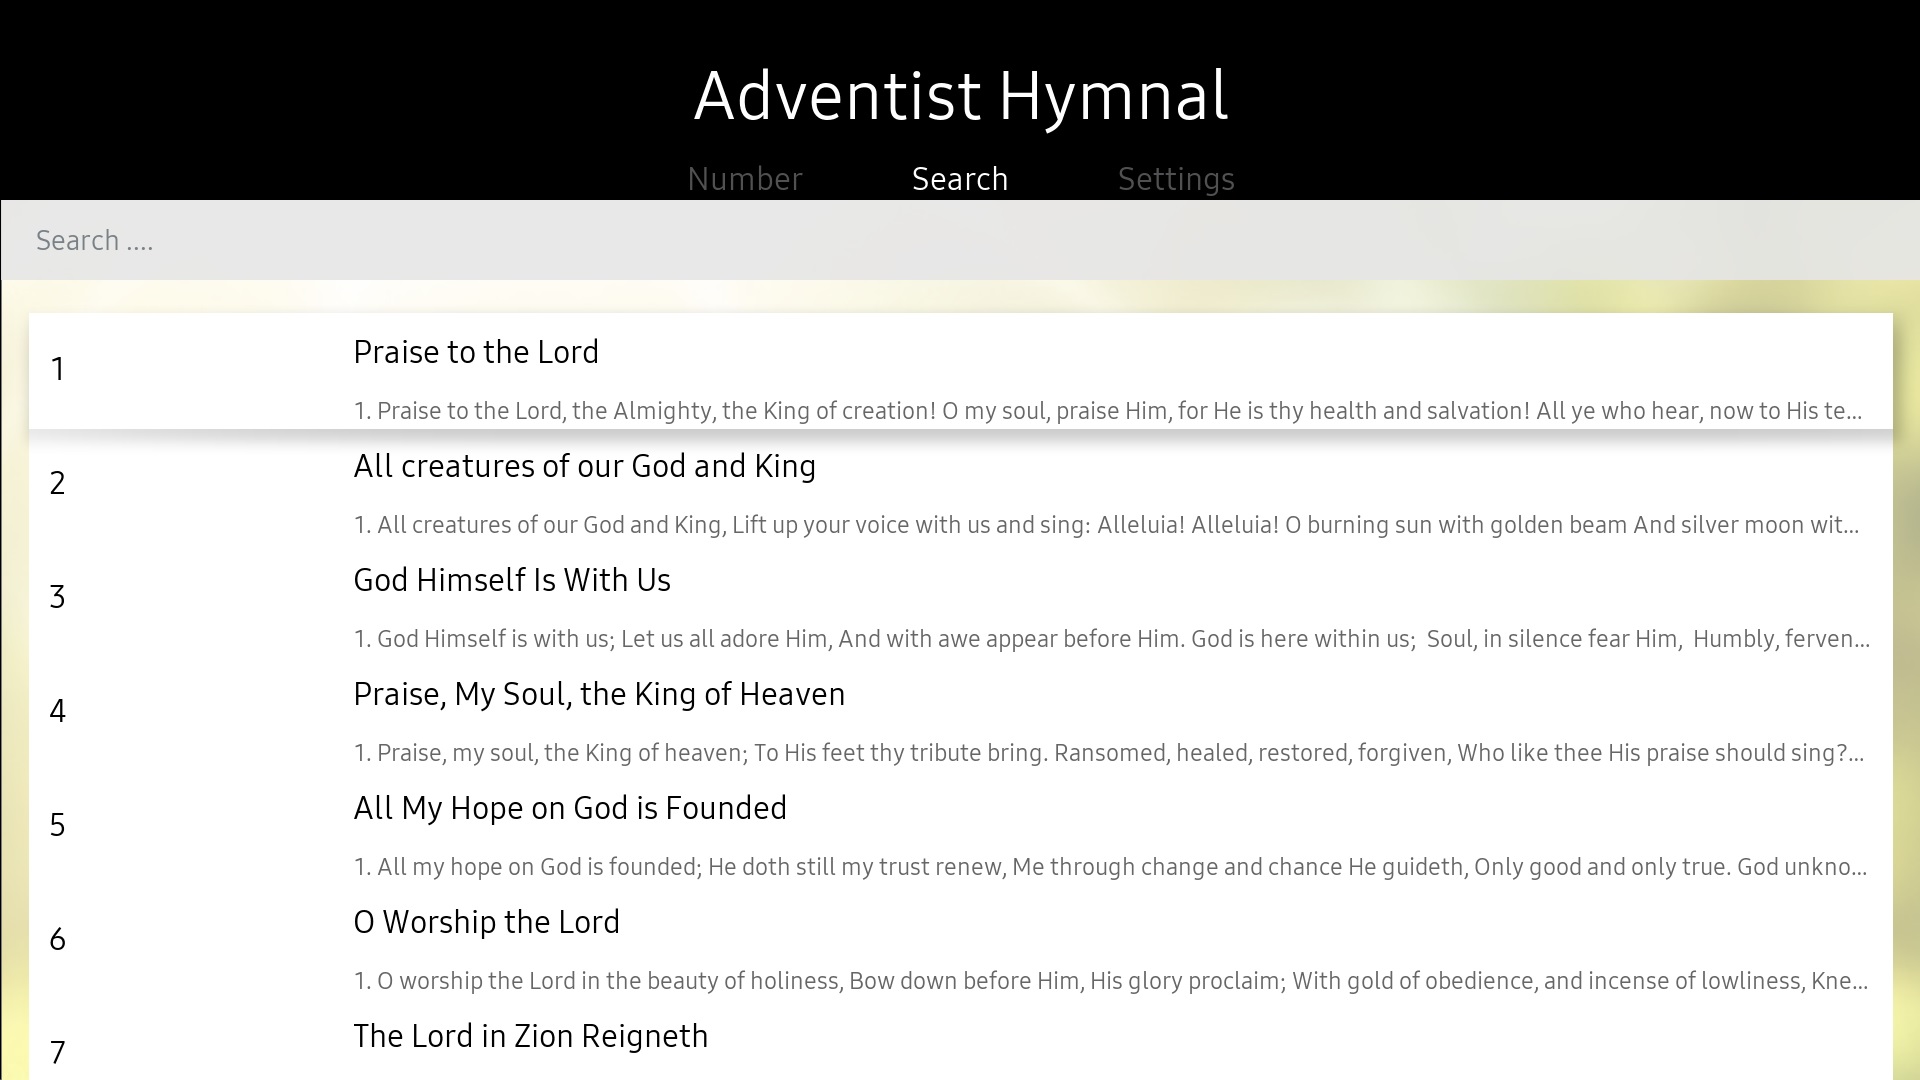 Adventist Hymnal
Number Search Settings
Search ....
1
Praise to the Lord
1. Praise to the Lord, the Almighty, the King of creation! O my soul, praise Him, for He is thy health and salvation! All ye who hear, now to His te...
2
All creatures of our God and King
1. All creatures of our God and King, Lift up your voice with us and sing: Alleluia! Alleluia! O burning sun with golden beam And silver moon wit...
3
God Himself Is With Us
1. God Himself is with us; Let us all adore Him, And with awe appear before Him. God is here within us;  Soul, in silence fear Him,  Humbly, ferven...
4
Praise, My Soul, the King of Heaven
1. Praise, my soul, the King of heaven; To His feet thy tribute bring. Ransomed, healed, restored, forgiven, Who like thee His praise should sing?...
5
All My Hope on God is Founded
1. All my hope on God is founded; He doth still my trust renew, Me through change and chance He guideth, Only good and only true. God unkno...
6
O Worship the Lord
1. O worship the Lord in the beauty of holiness, Bow down before Him, His glory proclaim; With gold of obedience, and incense of lowliness, Kne...
7
The Lord in Zion Reigneth